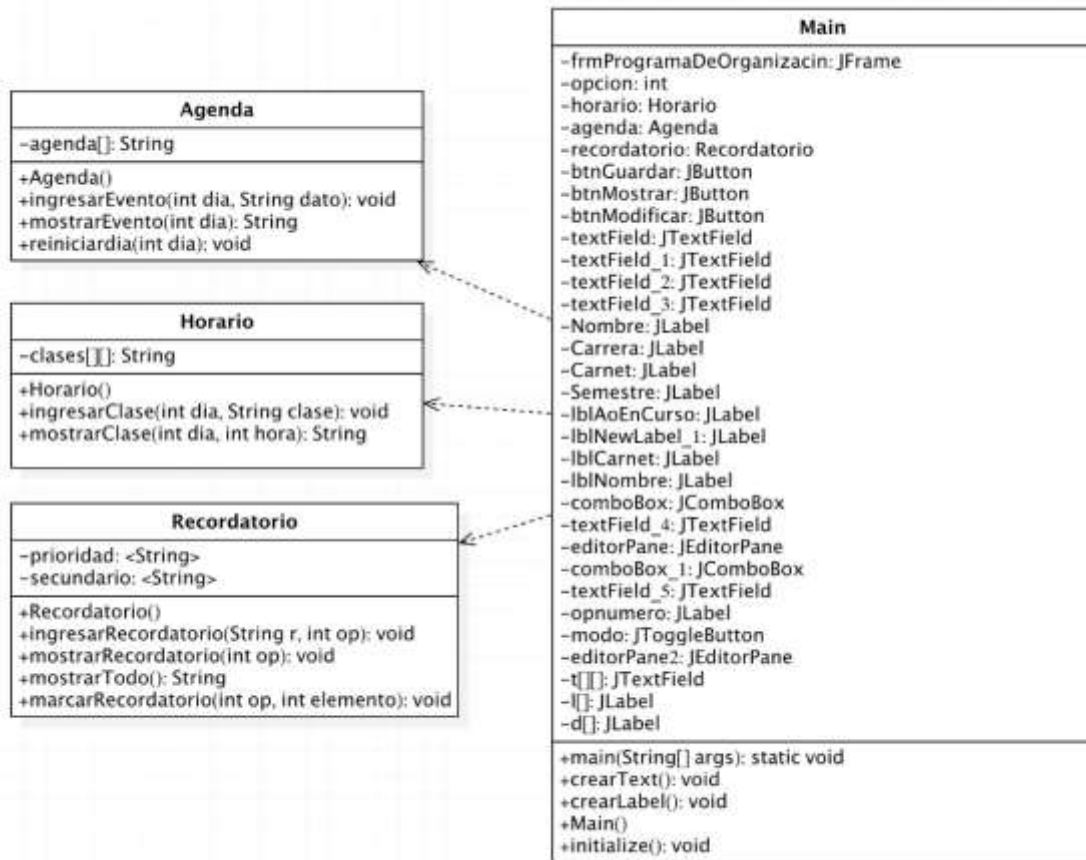 Agenda
-agenda[]: String
+Agenda()
+ingresarEvento(int dia, String dato): void
+mostrarEvento(int dia): String
+reiniciardia(int dia): void
Horario
-clases[][]: String
+Horario()
+ingresarClase(int dia, String clase): void
+mostrarClase(int dia, int hora): String
Recordatorio
-prioridad: <String>
-secundario: <String>
+Recordatorio()
+ingresarRecordatorio(String r, int op): void
+mostrarRecordatorio(int op): void
+mostrarTodo(): String
+marcarRecordatorio(int op, int elemento): void
Main
-frmProgramaDeOrganizacin: JFrame
-opcion: int
-horario: Horario
-agenda: Agenda
-recordatorio: Recordatorio
-btnGuardar: JButton
-btnMostrar: JButton
-btnModificar: JButton
-textField: JTextField
-textField_1: JTextField
-textField_2: JTextField
-textField_3: JTextField
-Nombre: JLabel
-Carrera: JLabel
-Carnet: JLabel
-Semestre: JLabel
-lblAoEnCurso: JLabel
-lblNewLabel_1: JLabel
-lblCarnet: JLabel
-lblNombre: JLabel
-comboBox: JComboBox
-textField_4: JTextField
-editorPane: JEditorPane
-comboBox_1: JComboBox
-textField_5: JTextField
-opnumero: JLabel
-modo: JToggleButton
-editorPane2: JEditorPane
-t[][]: JTextField
-l[]: JLabel
-d[]: JLabel
+main(String[] args): static void
+crearText(): void
+crearLabel(): void
+Main()
+initialize(): void